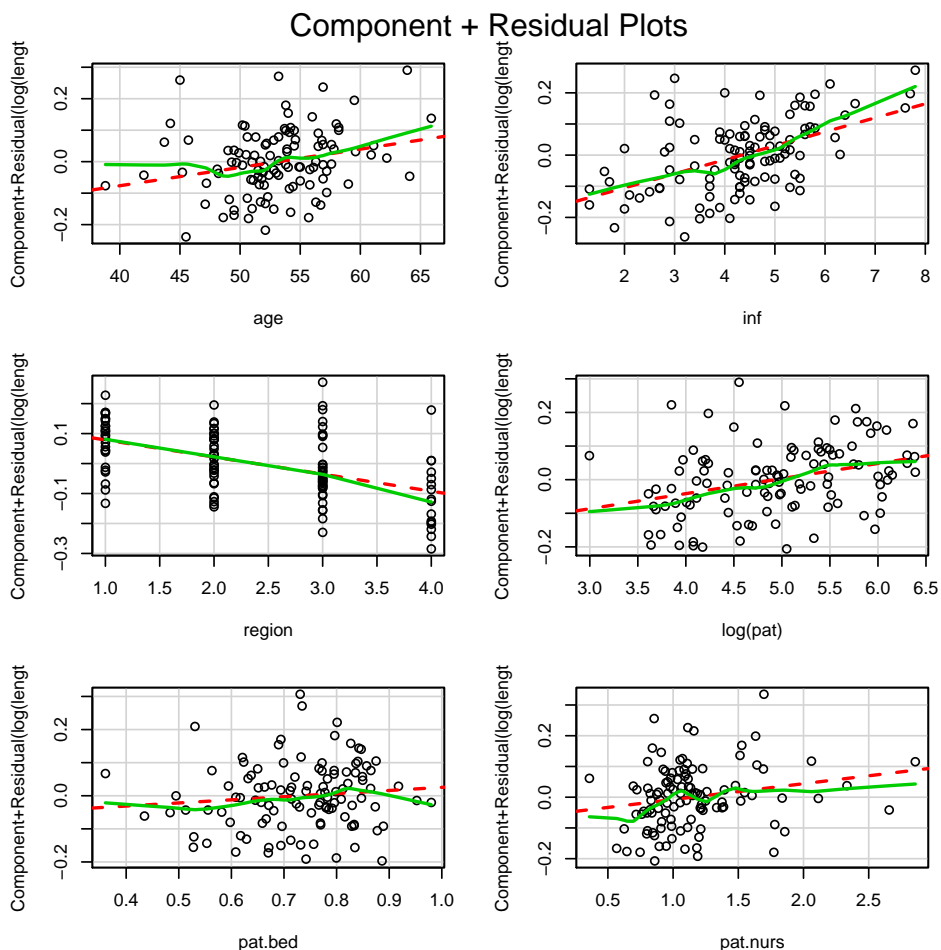 Component + Residual Plots
Component+Residual(log(lengt
0.2
0.0
−0.2
40 45 50 55 60 65
age
Component+Residual(log(lengt
0.2
0.0
−0.2
2 3 4 5 6 7 8
inf
Component+Residual(log(lengt
0.1
−0.1
−0.3
1.0 1.5 2.0 2.5 3.0 3.5 4.0
region
Component+Residual(log(lengt
0.2
0.0
−0.2
3.0 3.5 4.0 4.5 5.0 5.5 6.0 6.5
log(pat)
Component+Residual(log(lengt
0.2
0.0
−0.2
0.4 0.5 0.6 0.7 0.8 0.9 1.0
pat.bed
Component+Residual(log(lengt
0.2
0.0
−0.2
0.5 1.0 1.5 2.0 2.5
pat.nurs